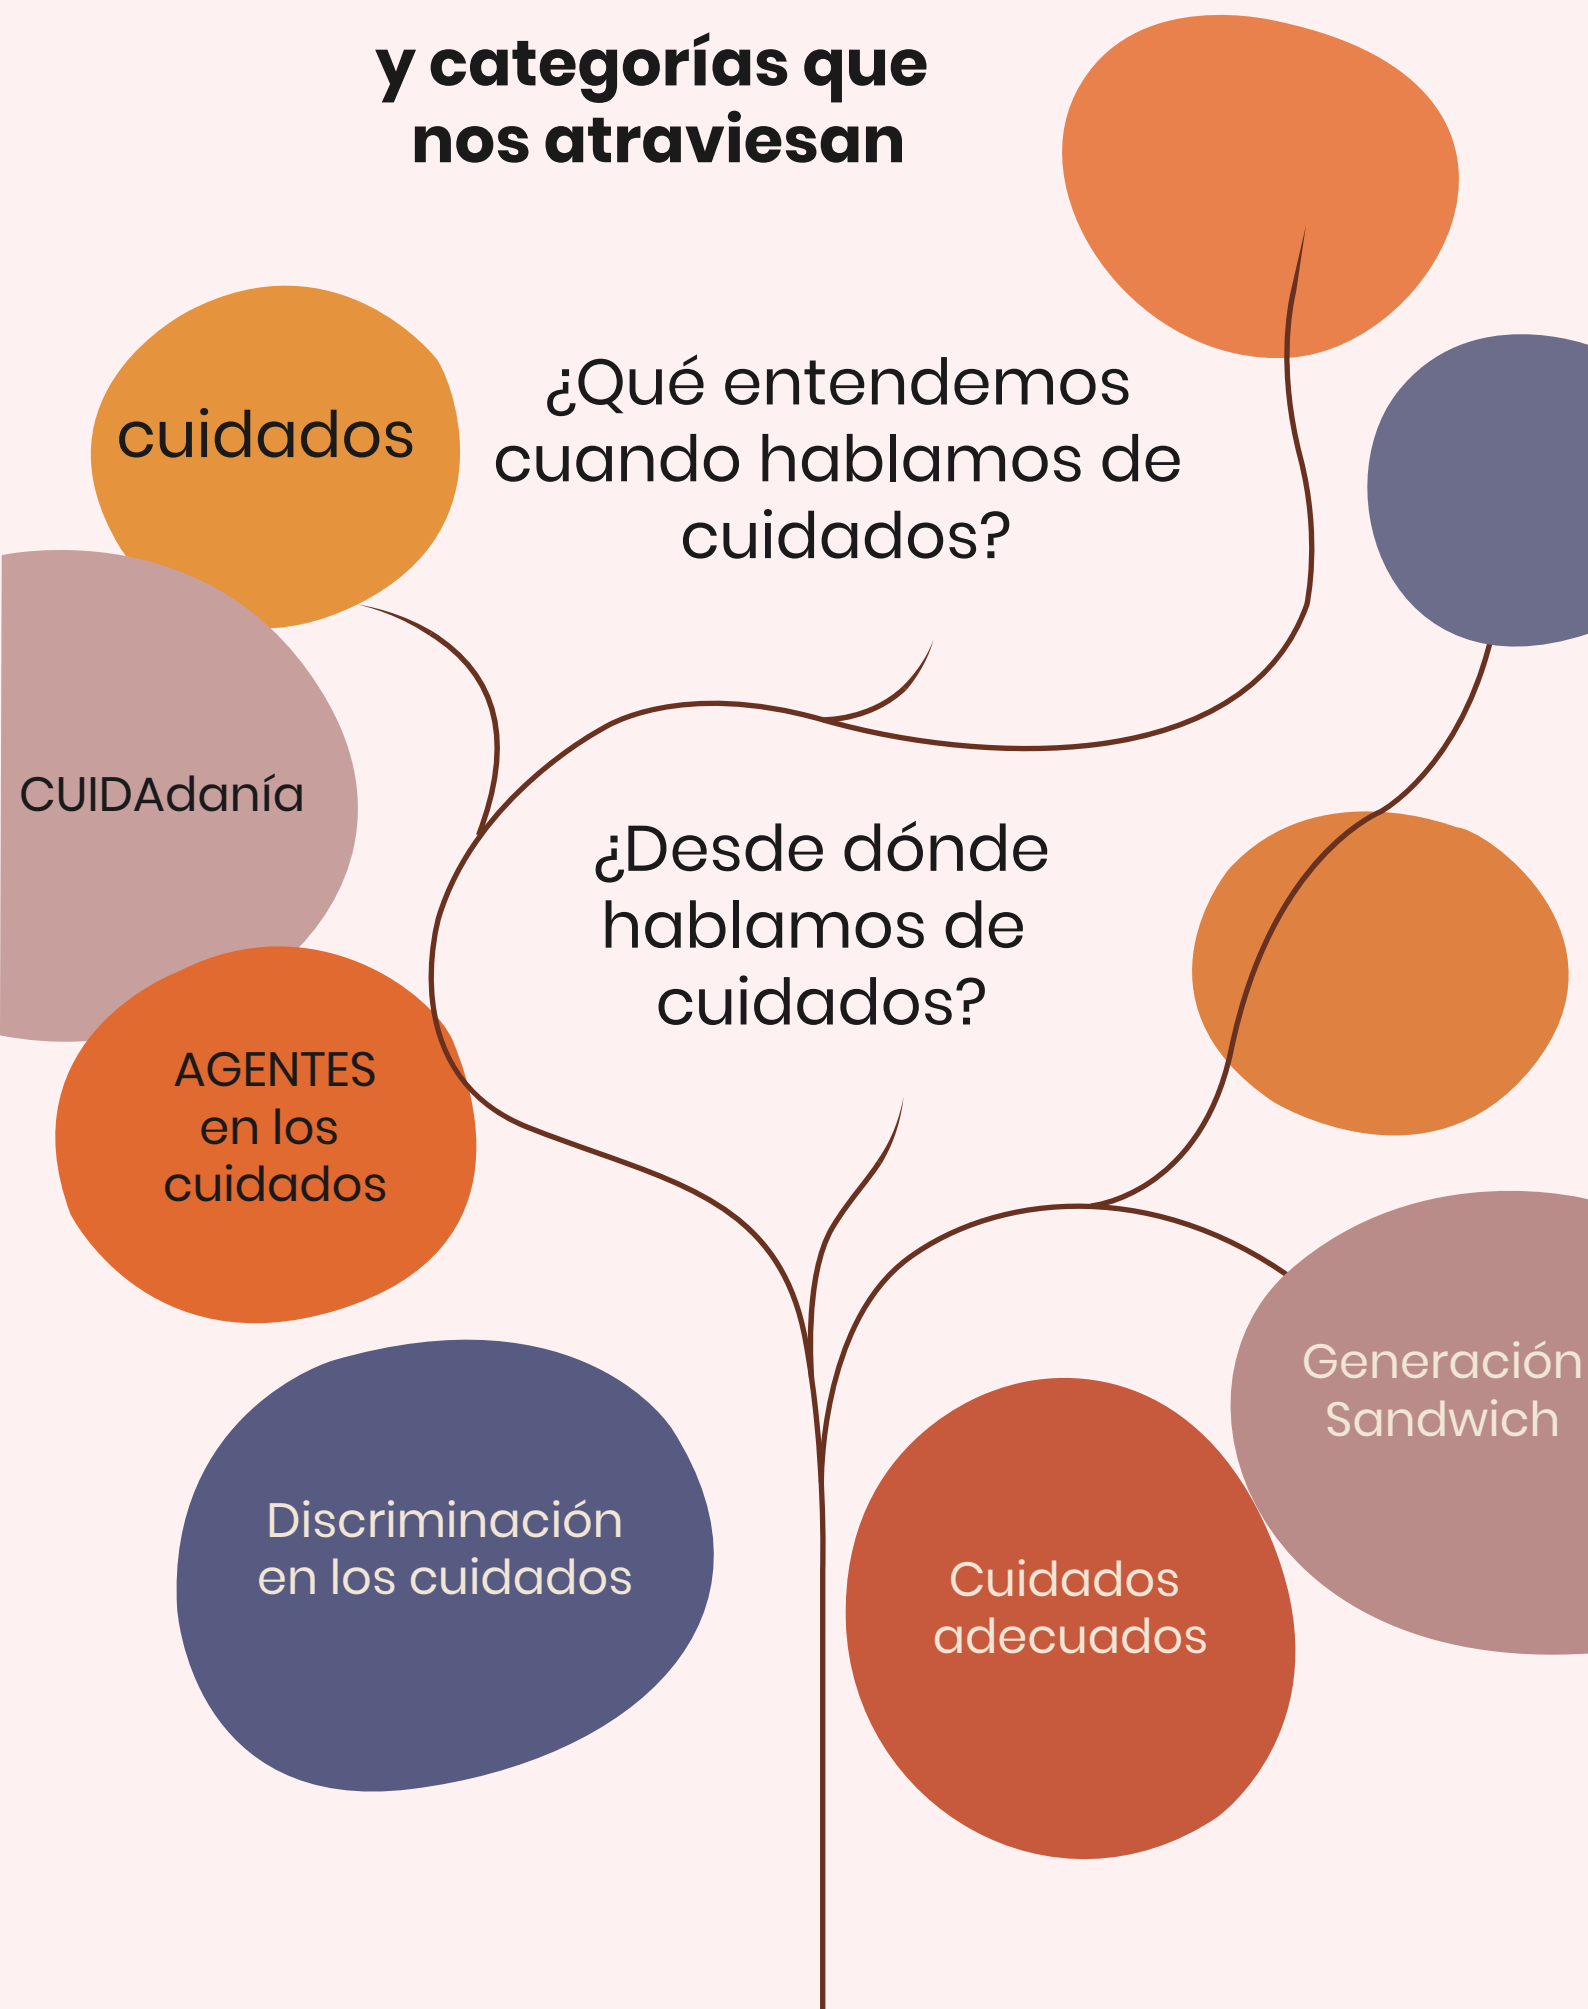 y categorías que
nos atraviesan
cuidados
¿Qué entendemos
cuando hablamos de
cuidados?
CUIDAdanía
¿Desde dónde
hablamos de
cuidados?
AGENTES
en los
cuidados
Generación
Sandwich
Discriminación
en los cuidados
Cuidados
adecuados